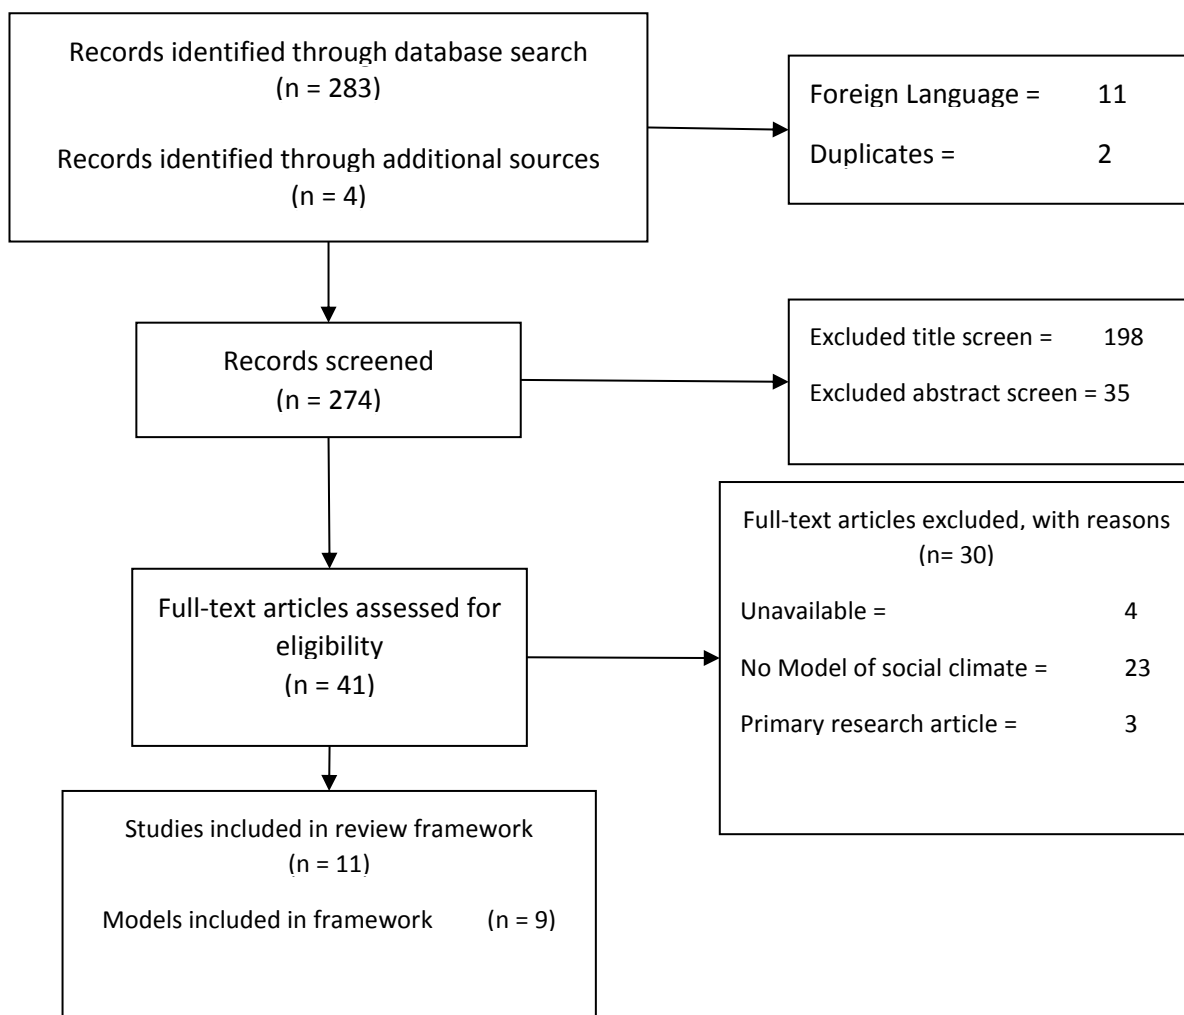 Records identified through database search
(n = 283)
Records identified through additional sources
(n = 4)
Foreign Language = 11
Duplicates = 2
Records screened
(n = 274)
Excluded title screen = 198
Excluded abstract screen = 35
Full-text articles assessed for
eligibility
(n = 41)
Full-text articles excluded, with reasons
(n= 30)
Unavailable = 4
No Model of social climate = 23
Primary research article = 3
Studies included in review framework
(n = 11)
Models included in framework (n = 9)